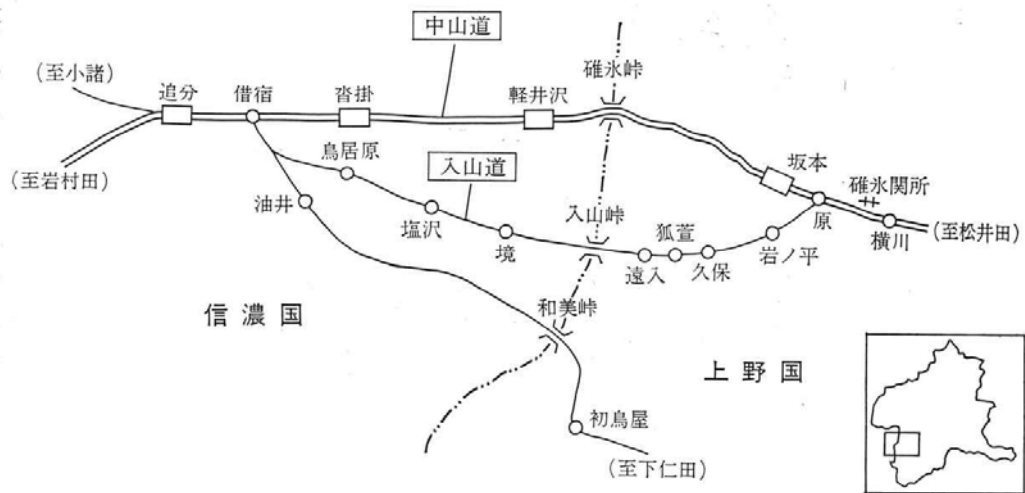 中山道
碓氷峠
(至小諸)
追分
借宿
沓掛
軽井沢
鳥居原
入山道
坂本
碓氷関所
(至岩村田)
油井
塩沢
境
入山峠
狐萱
遠入
久保
岩ノ平
原
横川
(至松井田)
信濃国
和美峠
上野国
初鳥屋
(至下仁田)